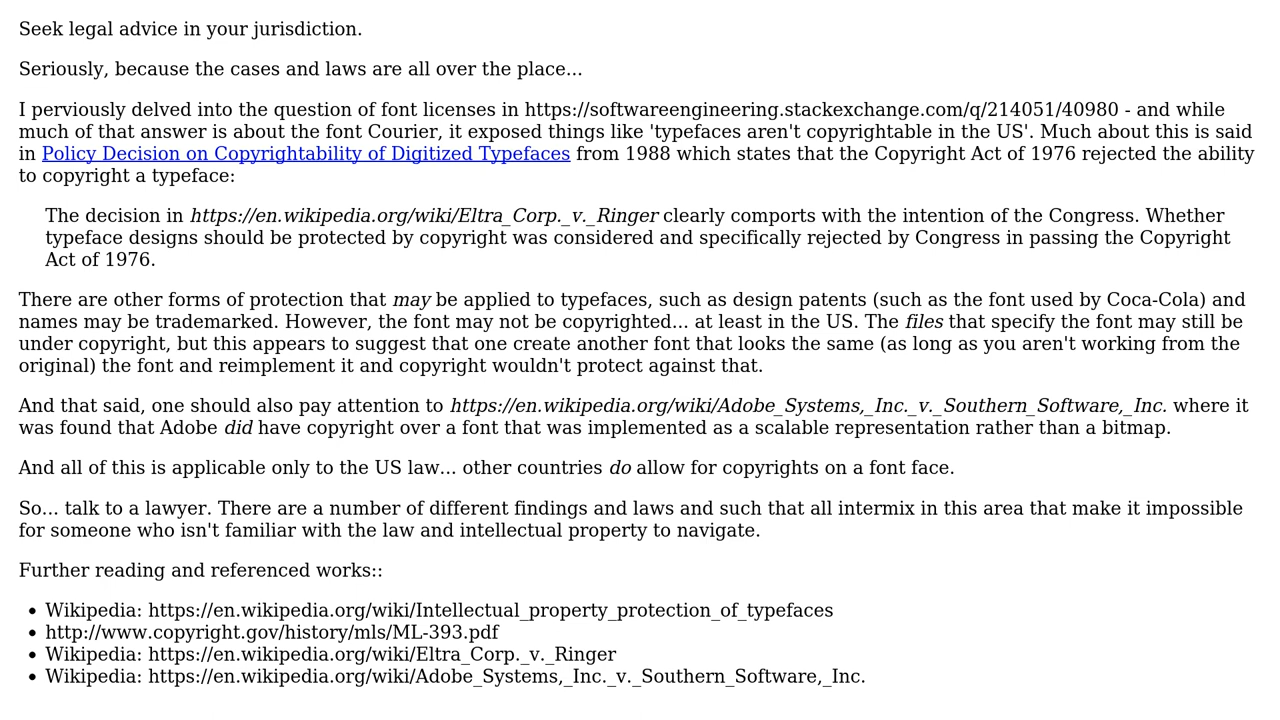 Seek legal advice in your jurisdiction.
Seriously, because the cases and laws are all over the place...
I perviously delved into the question of font licenses in https://softwareengineering.stackexchange.com/q/214051/40980 - and while
much of that answer is about the font Courier, it exposed things like 'typefaces aren't copyrightable in the US'. Much about this is said
in Policy Decision on Copyrightability of Digitized Typefaces from 1988 which states that the Copyright Act of 1976 rejected the ability
to copyright a typeface:
The decision in https://en.wikipedia.org/wiki/Eltra_Corp._v._Ringer clearly comports with the intention of the Congress. Whether
typeface designs should be protected by copyright was considered and specifically rejected by Congress in passing the Copyright
Act of 1976.
There are other forms of protection that may be applied to typefaces, such as design patents (such as the font used by Coca-Cola) and
names may be trademarked. However, the font may not be copyrighted... at least in the US. The files that specify the font may still be
under copyright, but this appears to suggest that one create another font that looks the same (as long as you aren't working from the
original) the font and reimplement it and copyright wouldn't protect against that.
And that said, one should also pay attention to https://en.wikipedia.org/wiki/Adobe_Systems,_Inc._v._Southern_Software,_Inc. where it
was found that Adobe did have copyright over a font that was implemented as a scalable representation rather than a bitmap.
And all of this is applicable only to the US law... other countries do allow for copyrights on a font face.
So... talk to a lawyer. There are a number of different findings and laws and such that all intermix in this area that make it impossible
for someone who isn't familiar with the law and intellectual property to navigate.
Further reading and referenced works::
• Wikipedia: https://en.wikipedia.org/wiki/Intellectual_property_protection_of_typefaces
• http://www.copyright.gov/history/mls/ML-393.pdf
• Wikipedia: https://en.wikipedia.org/wiki/Eltra_Corp._v._Ringer
• Wikipedia: https://en.wikipedia.org/wiki/Adobe_Systems,_Inc._v._Southern_Software,_Inc.